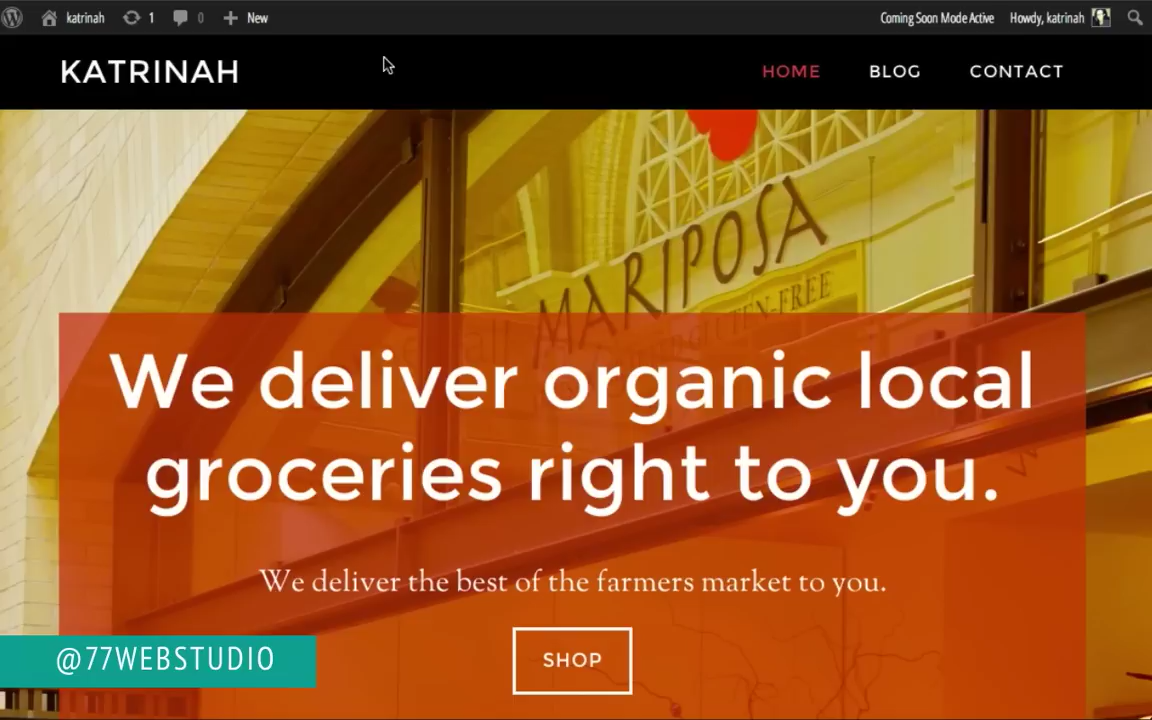 katrinah 1 0 New Coming Soon Mode Active Howdy, katrinah
KATRINAH HOME BLOG CONTACT
MARIPOSA
GLUTEN-FREE
We deliver organic local
groceries right to you.
We deliver the best of the farmers market to you.
SHOP
@77WEBSTUDIO